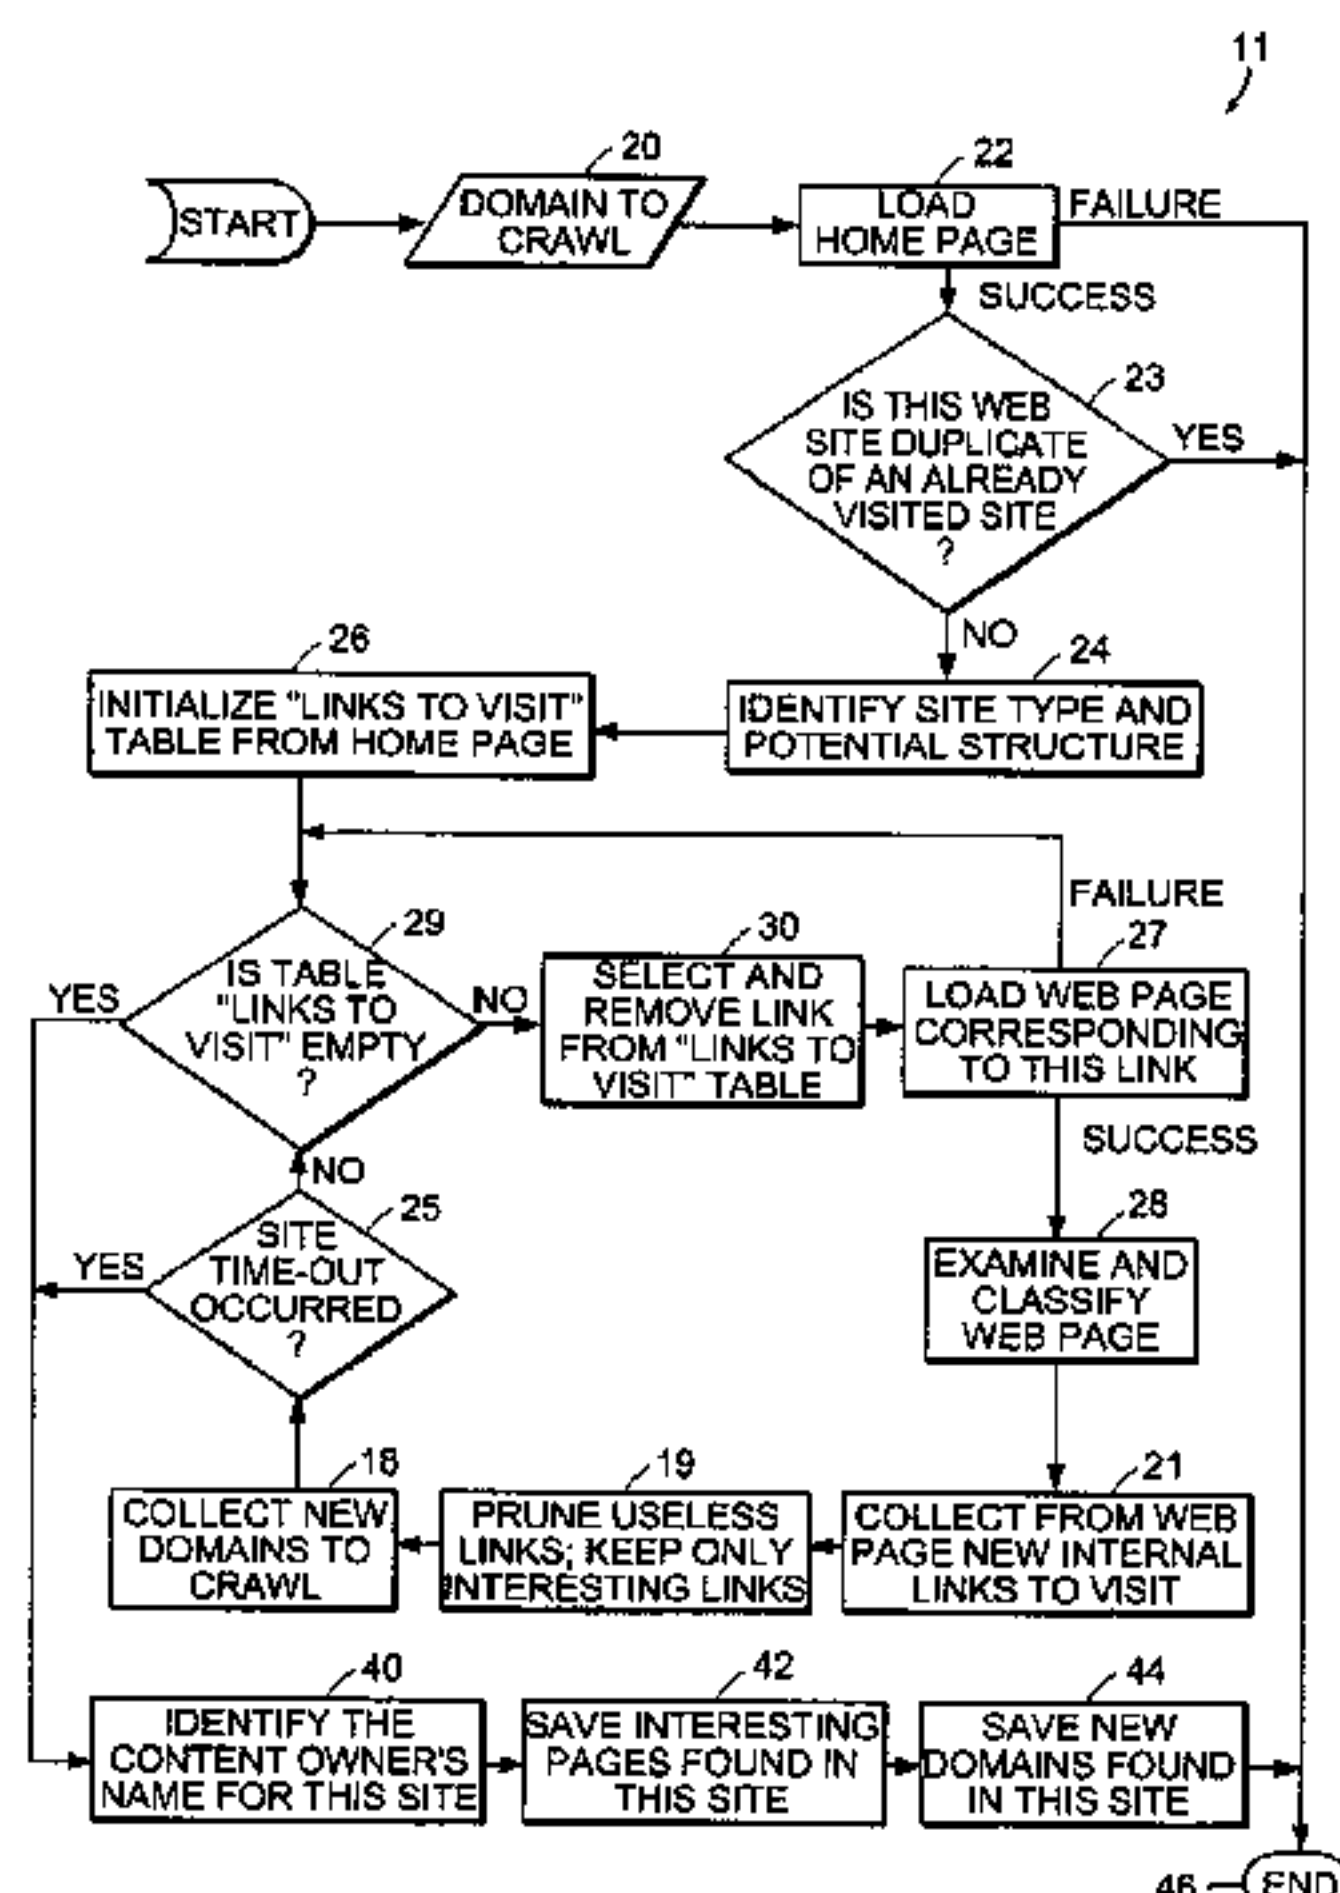 11
START
20
DOMAIN TO
CRAWL
22
LOAD
HOME PAGE
FAILURE
SUCCESS
23
IS THIS WEB
SITE DUPLICATE
OF AN ALREADY
VISITED SITE
?
YES
NO
26
INITIALIZE "LINKS TO VISIT"
TABLE FROM HOME PAGE
24
IDENTIFY SITE TYPE AND
POTENTIAL STRUCTURE
29
IS TABLE
"LINKS TO
VISIT" EMPTY
?
YES
NO
30
SELECT AND
REMOVE LINK
FROM "LINKS TO
VISIT" TABLE
FAILURE
27
LOAD WEB PAGE
CORRESPONDING
TO THIS LINK
SUCCESS
NO
25
SITE
TIME-OUT
OCCURRED
?
YES
28
EXAMINE AND
CLASSIFY
WEB PAGE
18
COLLECT NEW
DOMAINS TO
CRAWL
19
PRUNE USELESS
LINKS; KEEP ONLY
INTERESTING LINKS
21
COLLECT FROM WEB
PAGE NEW INTERNAL
LINKS TO VISIT
40
IDENTIFY THE
CONTENT OWNER'S
NAME FOR THIS SITE
42
SAVE INTERESTING
PAGES FOUND IN
THIS SITE
44
SAVE NEW
DOMAINS FOUND
IN THIS SITE
46
END